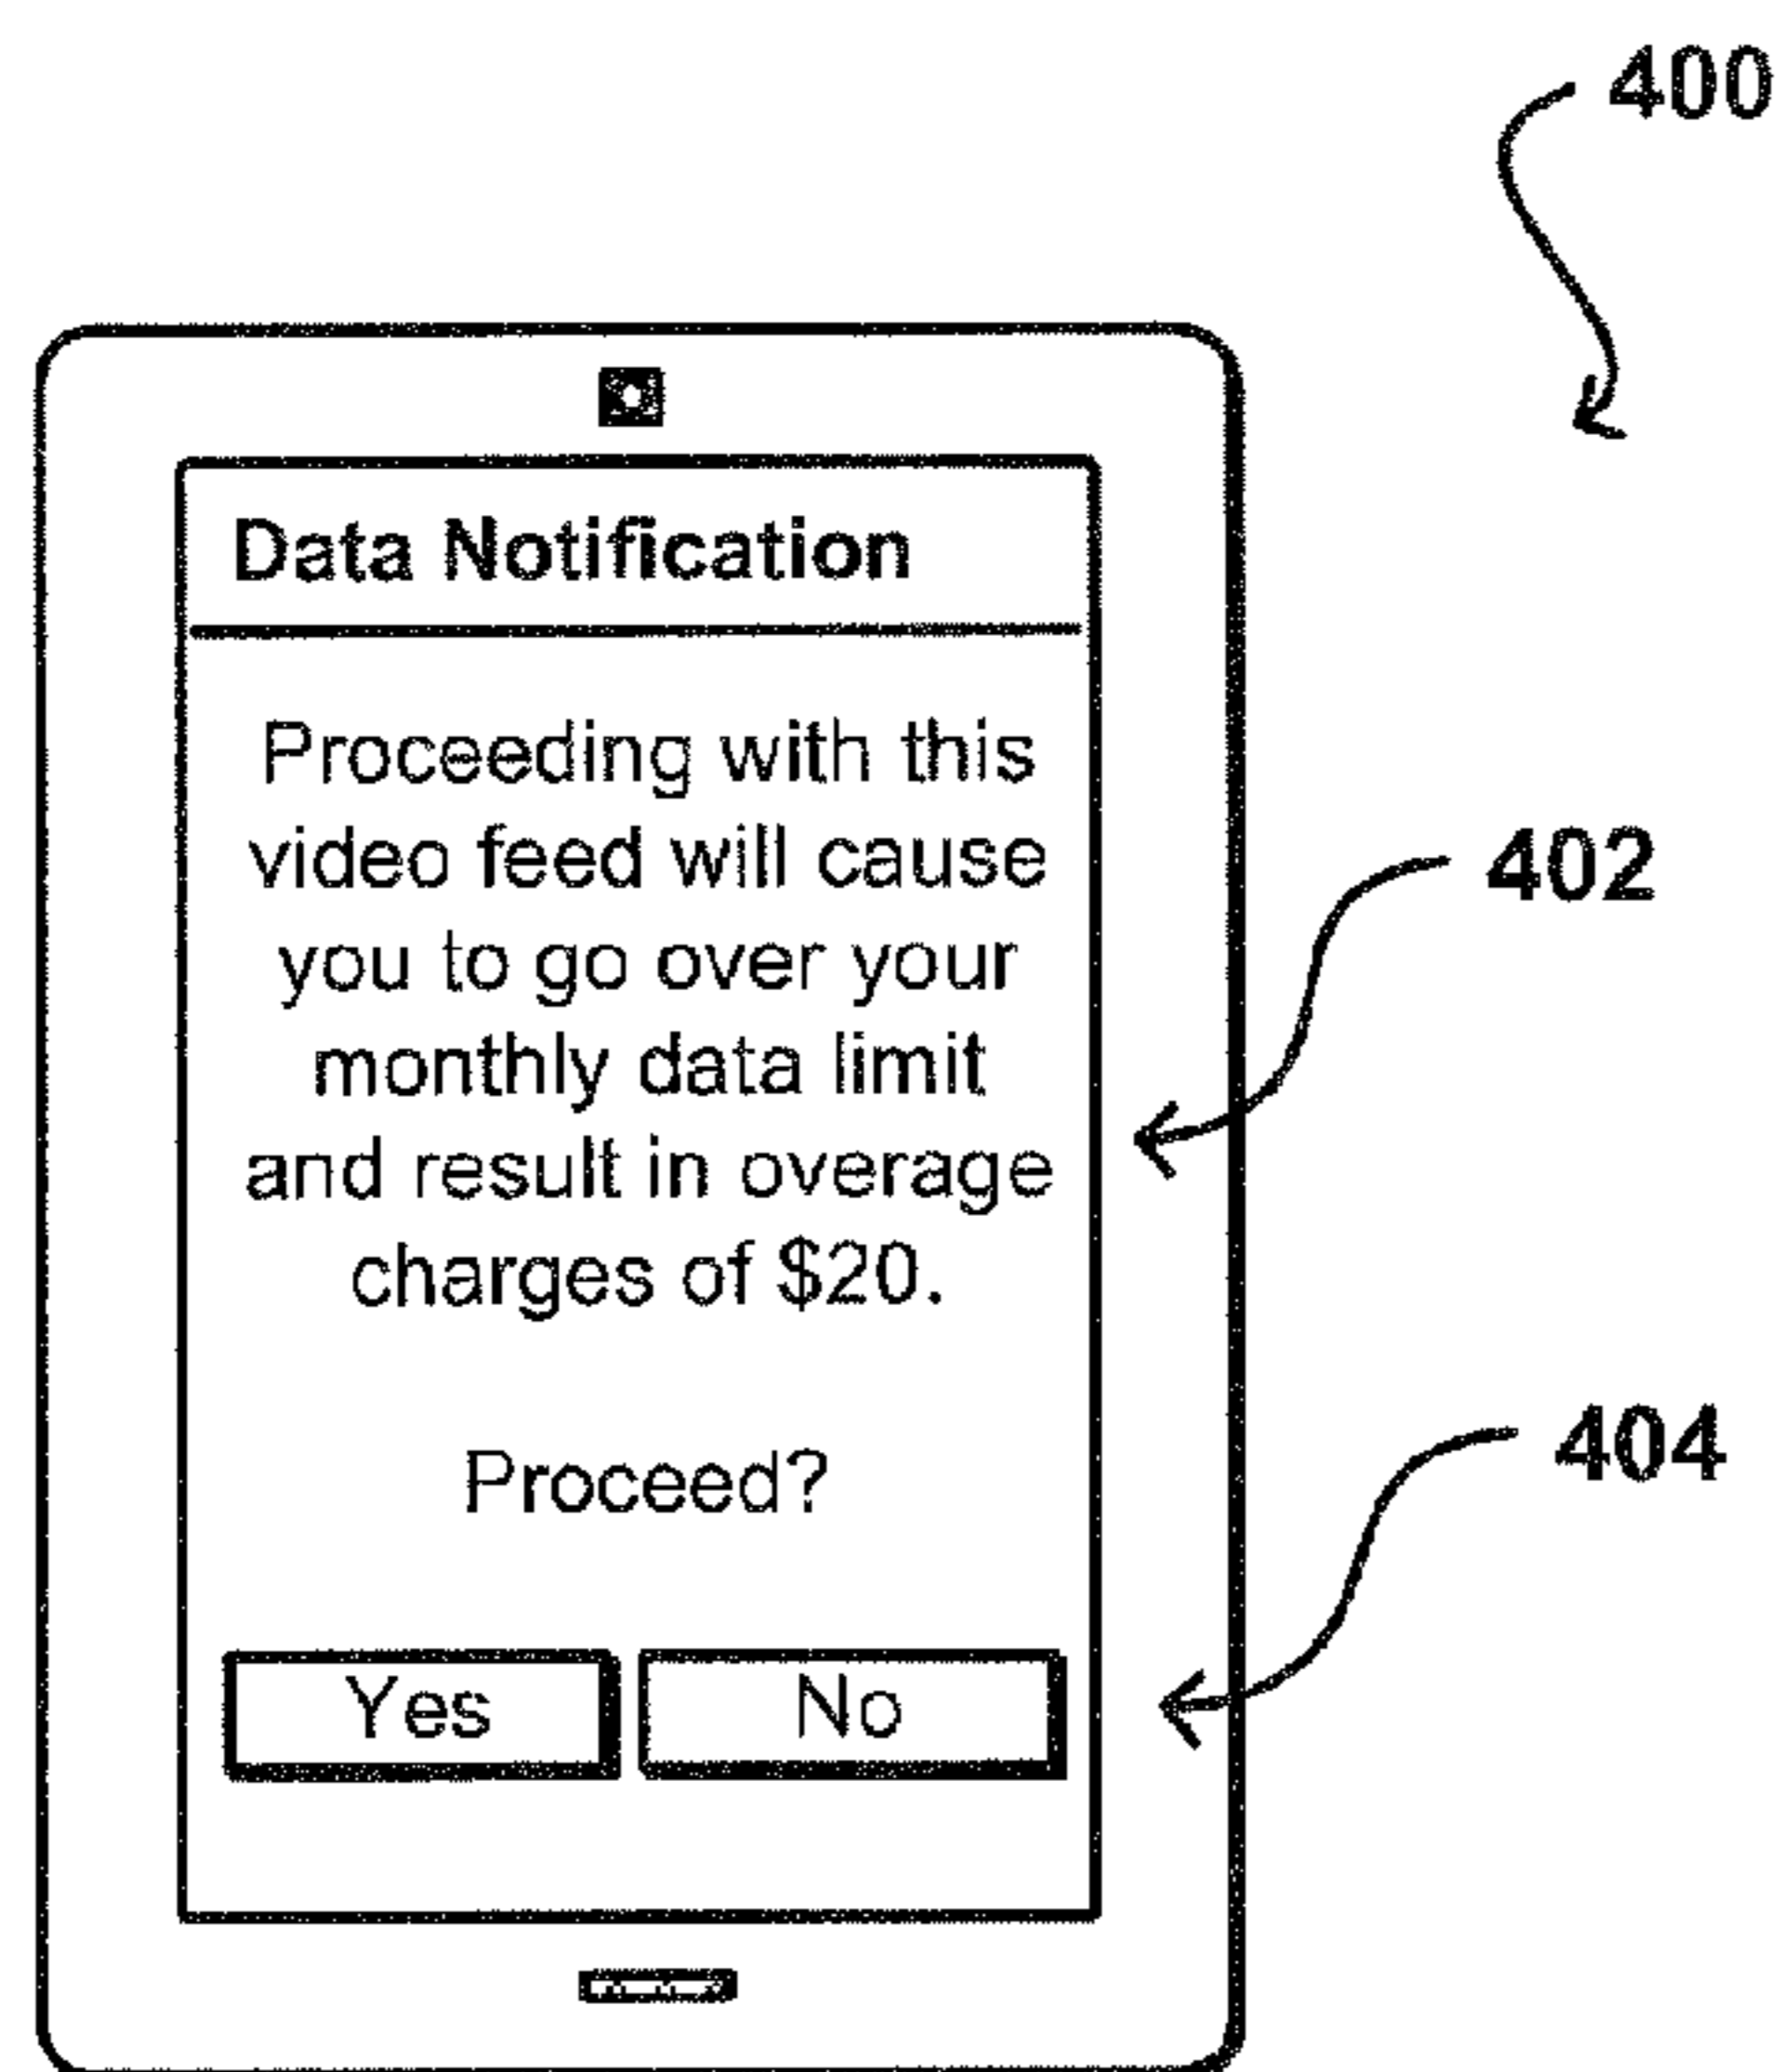 400
Data Notification
Proceeding with this
video feed will cause
you to go over your
monthly data limit
and result in overage
charges of $20.
402
Proceed?
404
Yes No